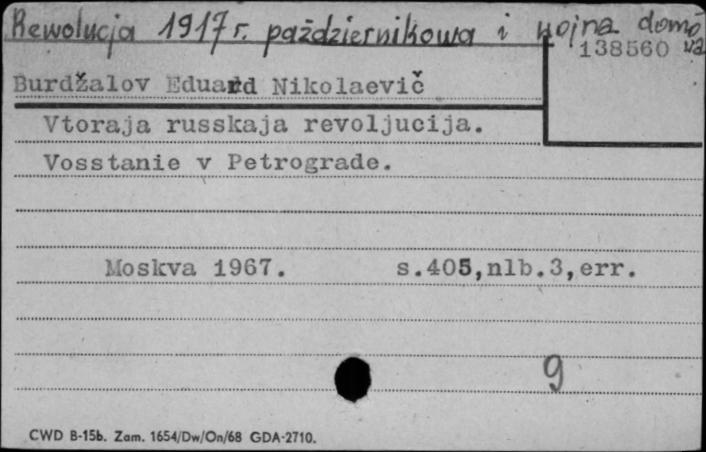 Rewolucja 1917 r. październikowa i wojna domowa
138560
Burdžalov Eduard Nikolaevič
Vtoraja russkaja revoljucija.
Vosstanie v Petrograde.
Moskva 1967. s.405,nlb.3,err.
9
CWD B-15b. Zam. 1654/Dw/On/68 GDA-2710.